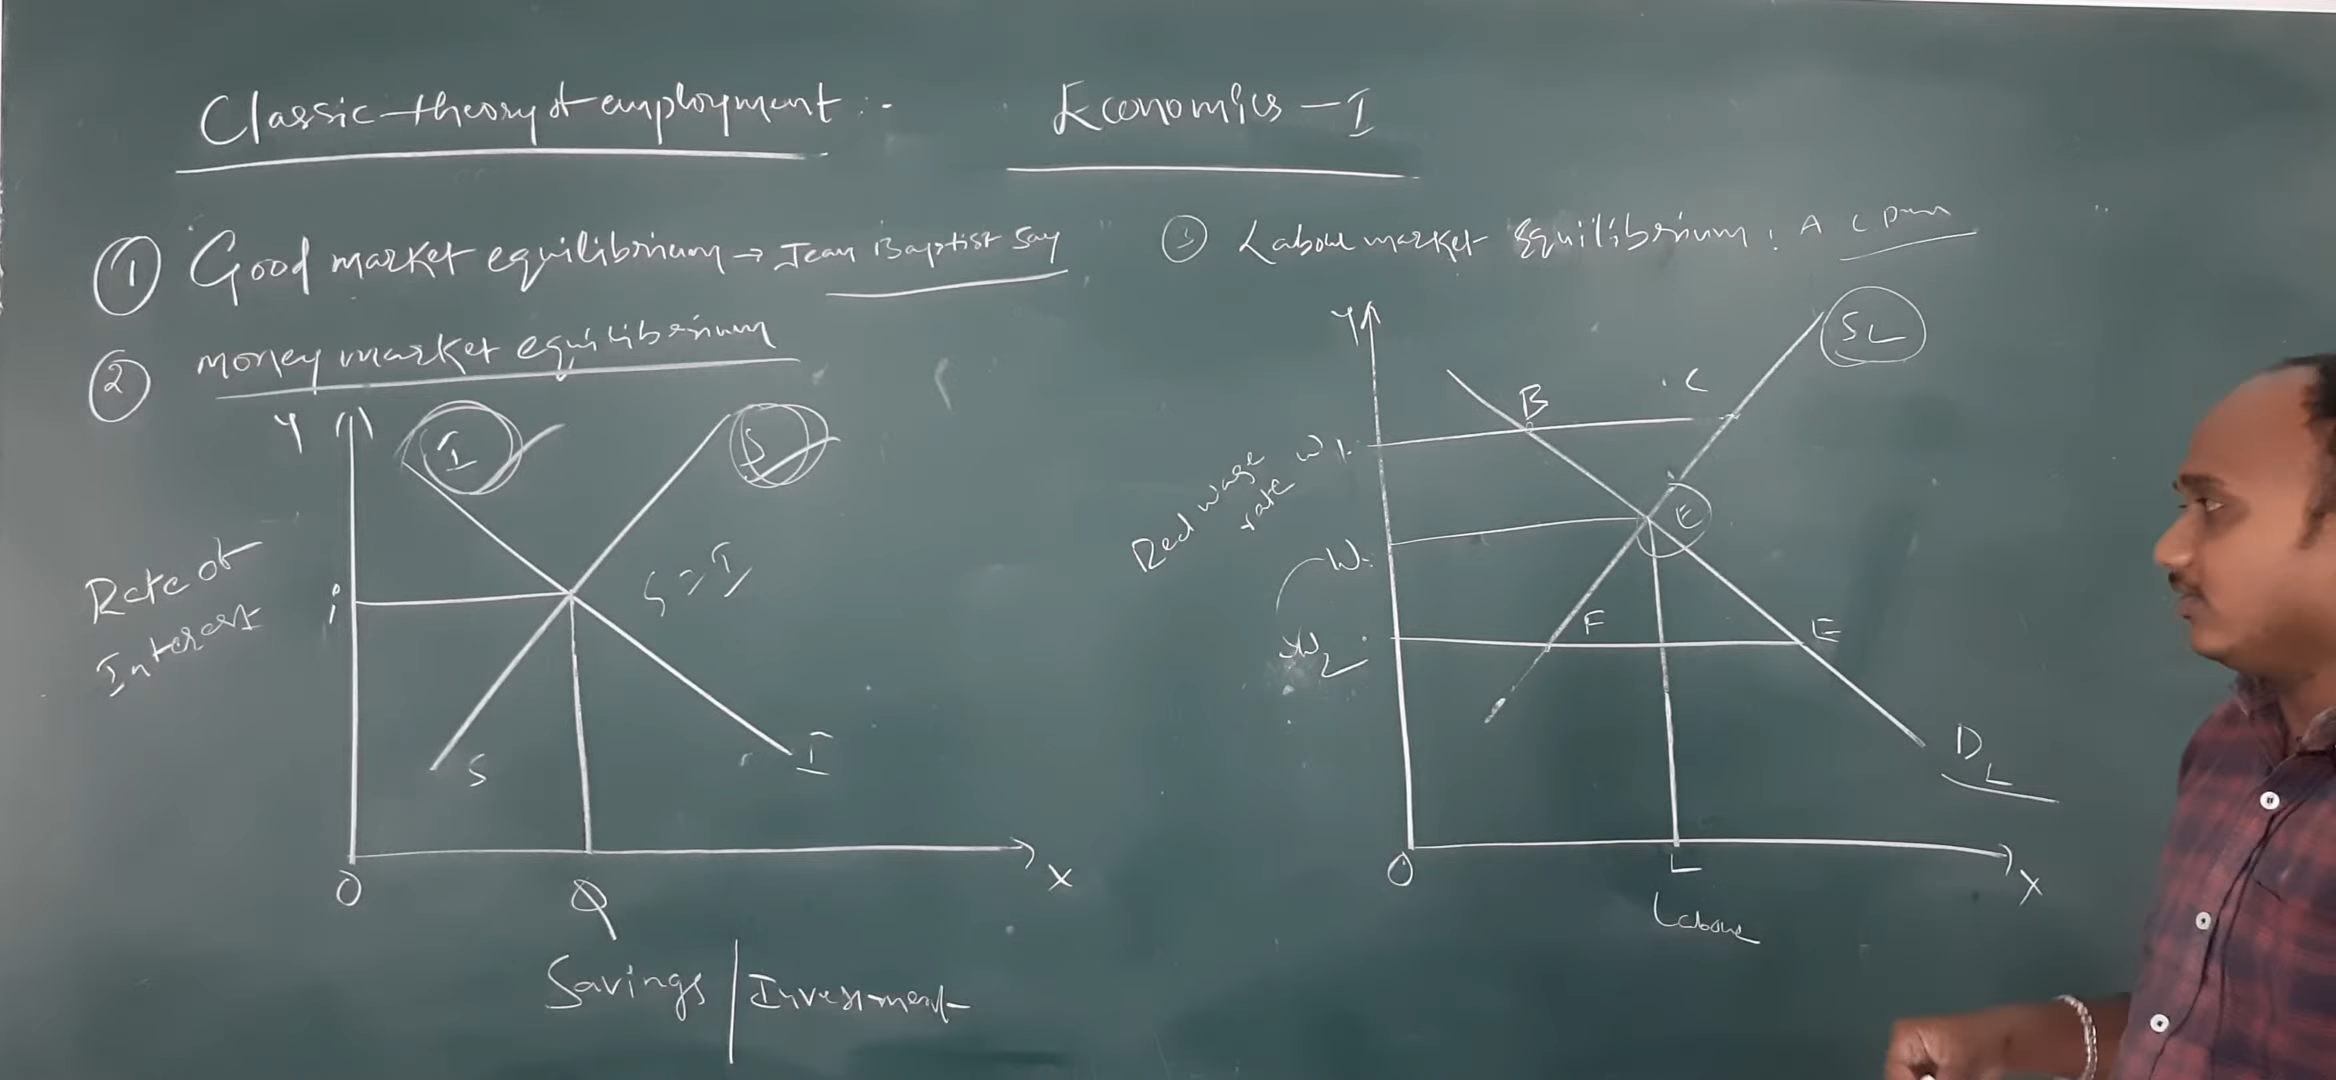 Classic theory of employment :-
Economics - I
① Good market equilibrium → Jean Baptist Say
② money market equilibrium
Y
I
S
Rate of
Interest
i
S = I
S
I
O
Q
X
Savings | Investment
③ Labour market Equilibrium : A C
Y
SL
B
C
Real wage
rate
W1
E
W
F
E
W2
DL
O
L
X
Labour